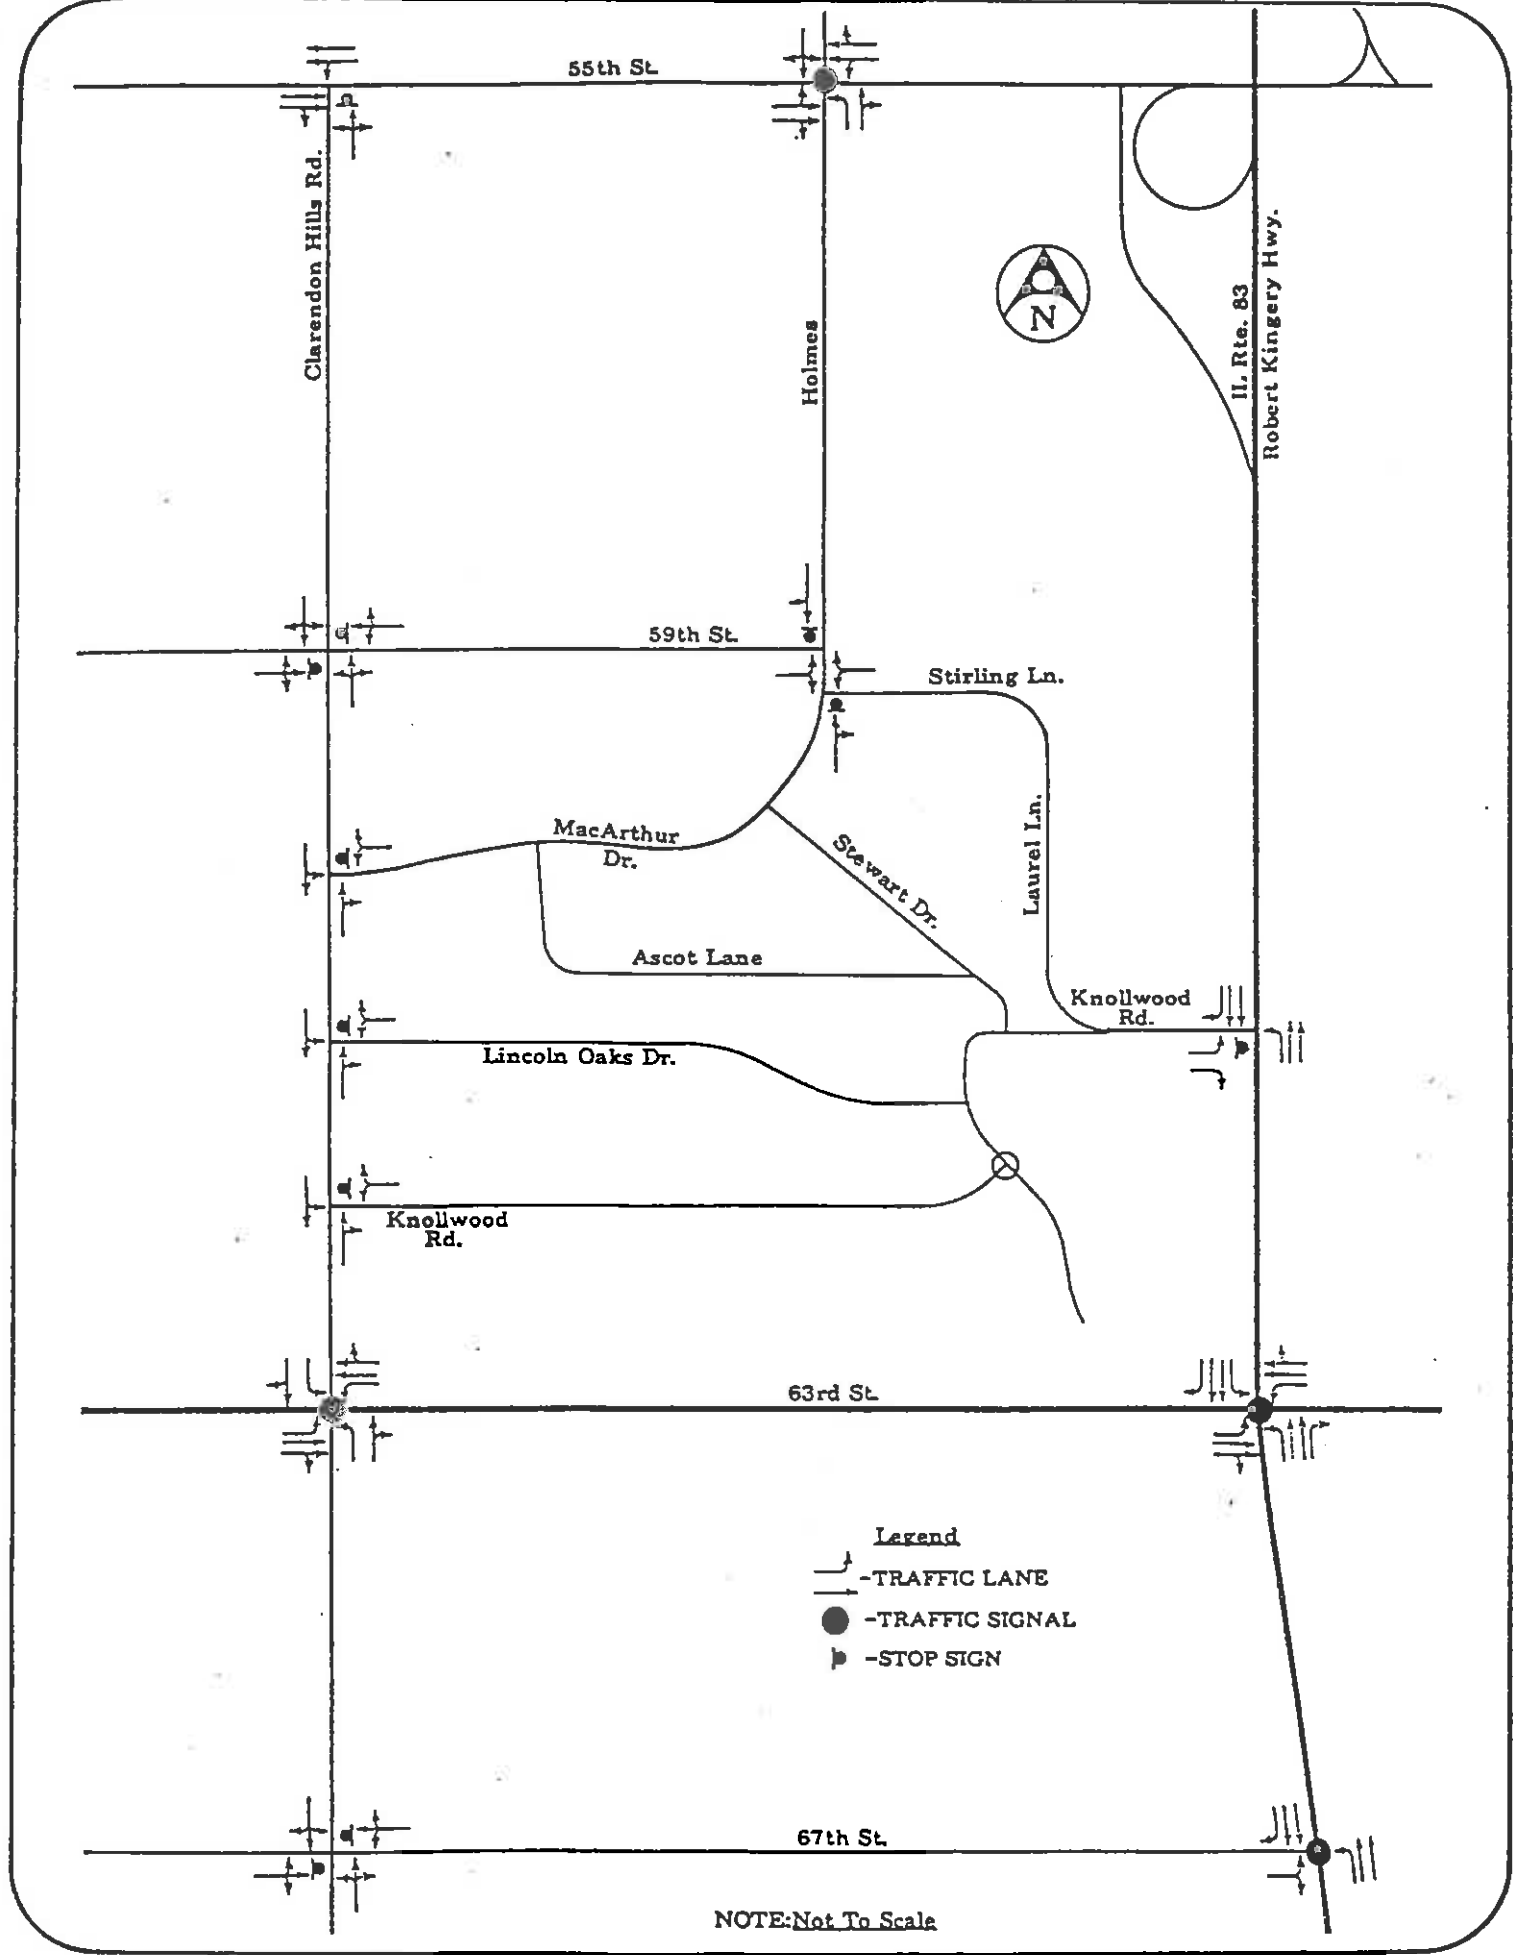 55th St.
Clarendon Hills Rd.
Holmes
N
IL Rte. 83
Robert Kingery Hwy.
59th St.
Stirling Ln.
MacArthur
Dr.
Stewart Dr.
Laurel Ln.
Ascot Lane
Knollwood
Rd.
Lincoln Oaks Dr.
Knollwood
Rd.
63rd St.
Legend
-TRAFFIC LANE
-TRAFFIC SIGNAL
-STOP SIGN
67th St.
NOTE:Not To Scale